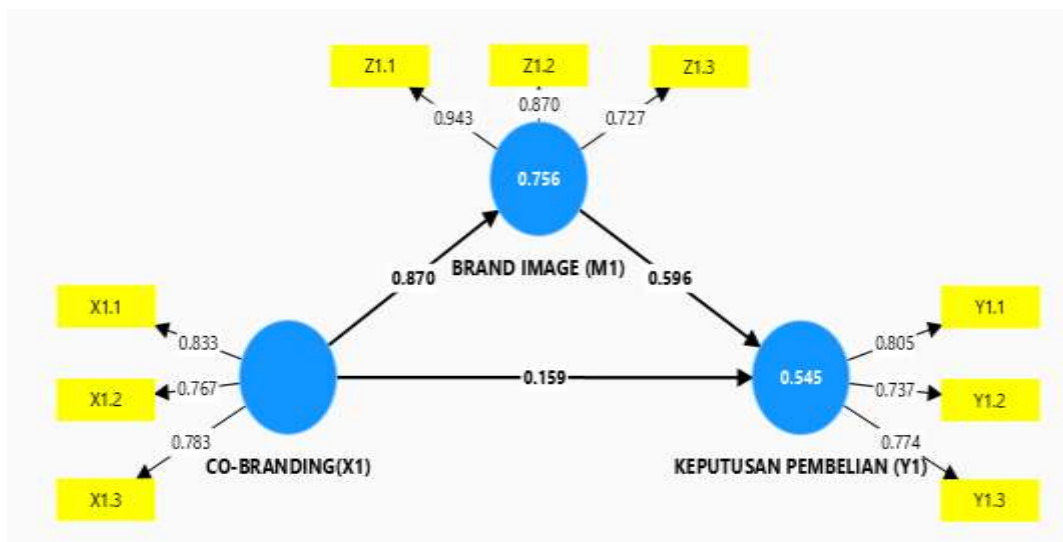 Z1.1
Z1.2
Z1.3
0.943
0.870
0.727
0.756
BRAND IMAGE (M1)
0.870
0.596
X1.1
X1.2
X1.3
0.833
0.767
0.783
CO-BRANDING(X1)
0.159
0.545
KEPUTUSAN PEMBELIAN (Y1)
0.805
0.737
0.774
Y1.1
Y1.2
Y1.3